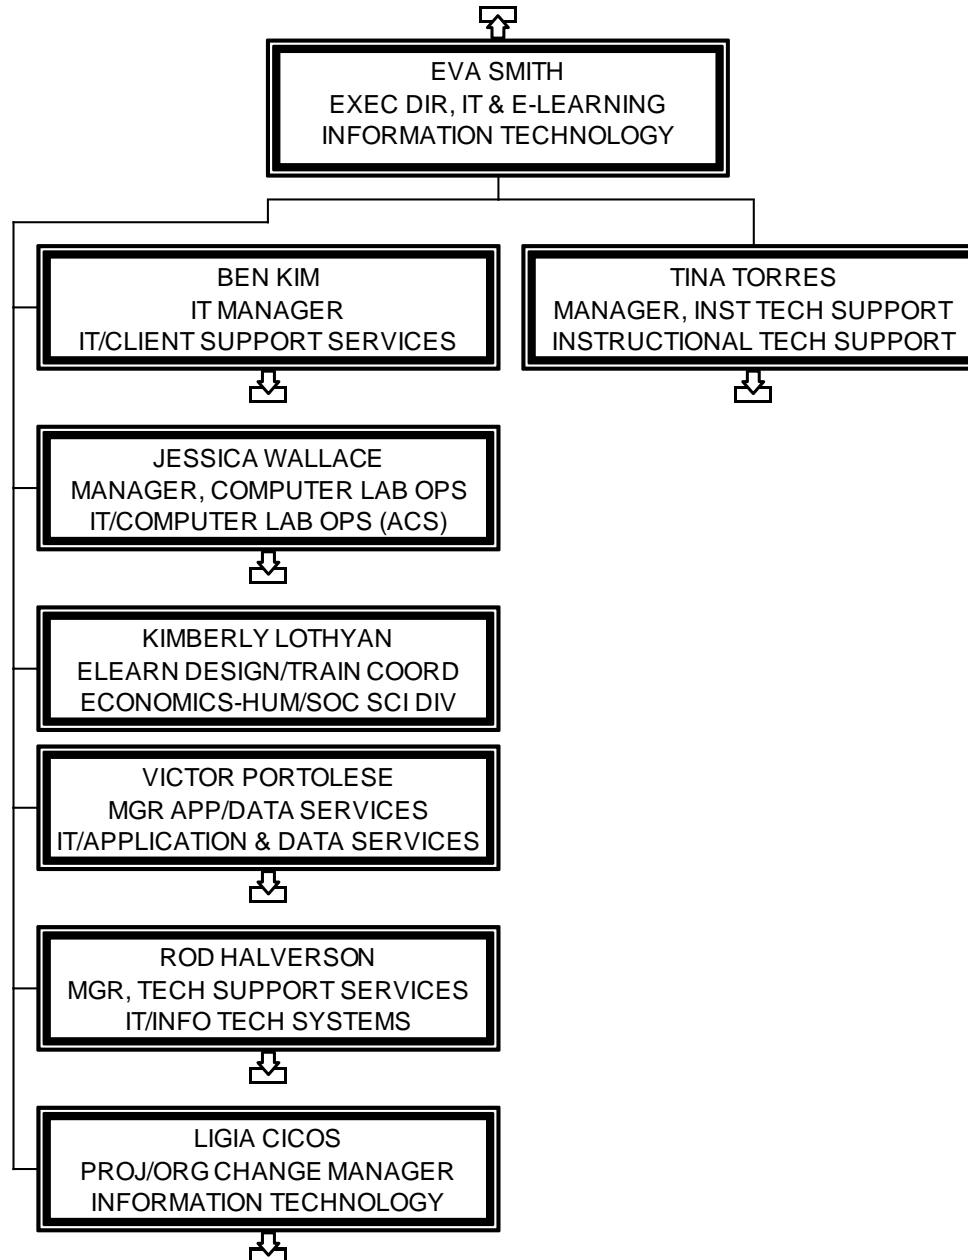 EVA SMITH
EXEC DIR, IT & E-LEARNING
INFORMATION TECHNOLOGY
BEN KIM
IT MANAGER
IT/CLIENT SUPPORT SERVICES
TINA TORRES
MANAGER, INST TECH SUPPORT
INSTRUCTIONAL TECH SUPPORT
JESSICA WALLACE
MANAGER, COMPUTER LAB OPS
IT/COMPUTER LAB OPS (ACS)
KIMBERLY LOTHYAN
ELEARN DESIGN/TRAIN COORD
ECONOMICS-HUM/SOC SCI DIV
VICTOR PORTOLESE
MGR APP/DATA SERVICES
IT/APPLICATION & DATA SERVICES
ROD HALVERSON
MGR, TECH SUPPORT SERVICES
IT/INFO TECH SYSTEMS
LIGIA CICOS
PROJ/ORG CHANGE MANAGER
INFORMATION TECHNOLOGY